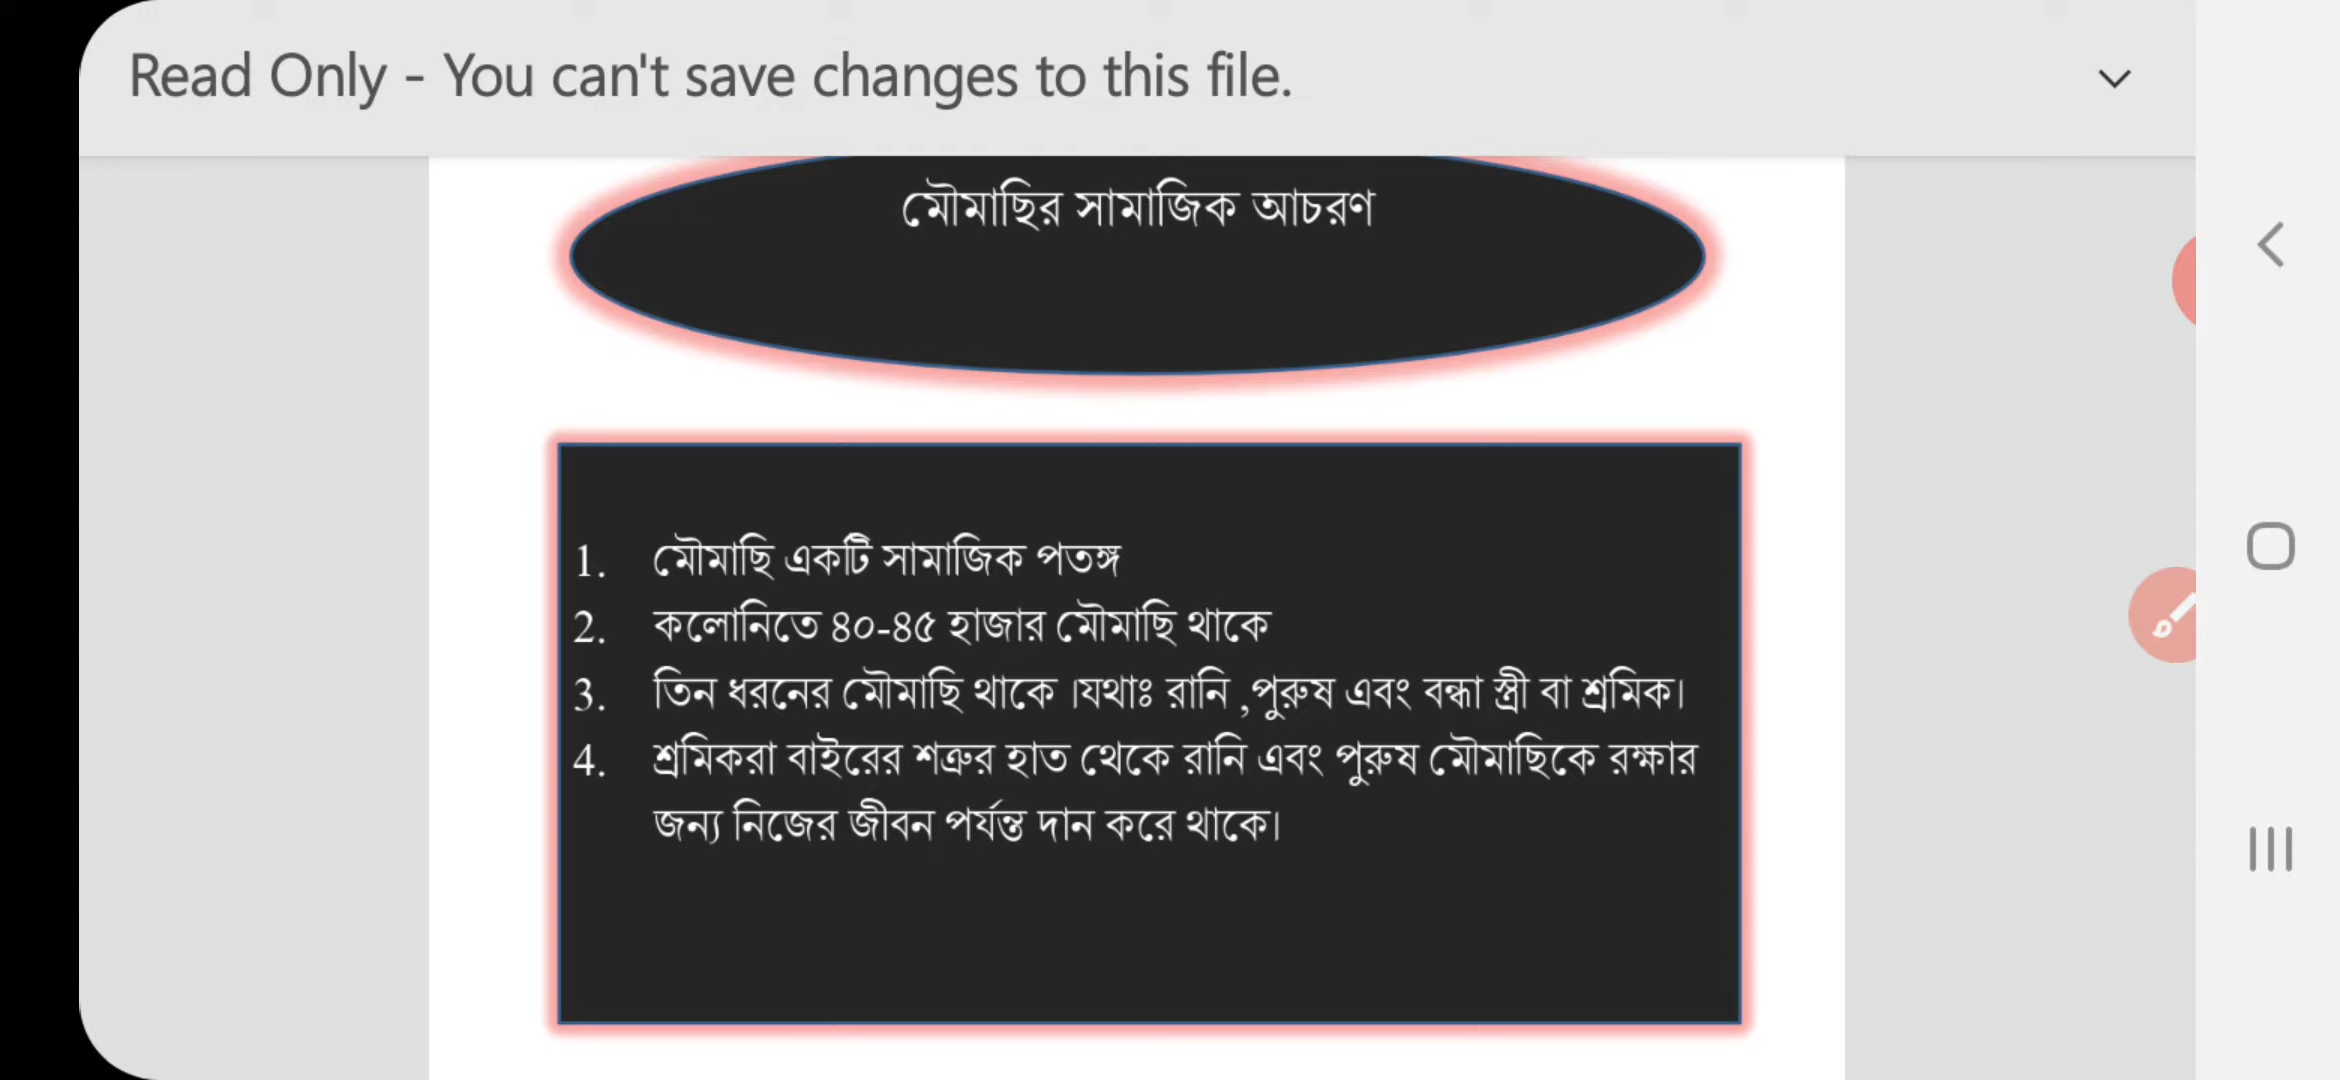 Read Only - You can't save changes to this file.
মৌমাছির সামাজিক আচরণ
1. মৌমাছি একটি সামাজিক পতঙ্গ
2. কলোনিতে ৪০-৪৫ হাজার মৌমাছি থাকে
3. তিন ধরনের মৌমাছি থাকে ।যথাঃ রানি ,পুরুষ এবং বন্ধা স্ত্রী বা শ্রমিক।
4. শ্রমিকরা বাইরের শত্রুর হাত থেকে রানি এবং পুরুষ মৌমাছিকে রক্ষার
জন্য নিজের জীবন পর্যন্ত দান করে থাকে।